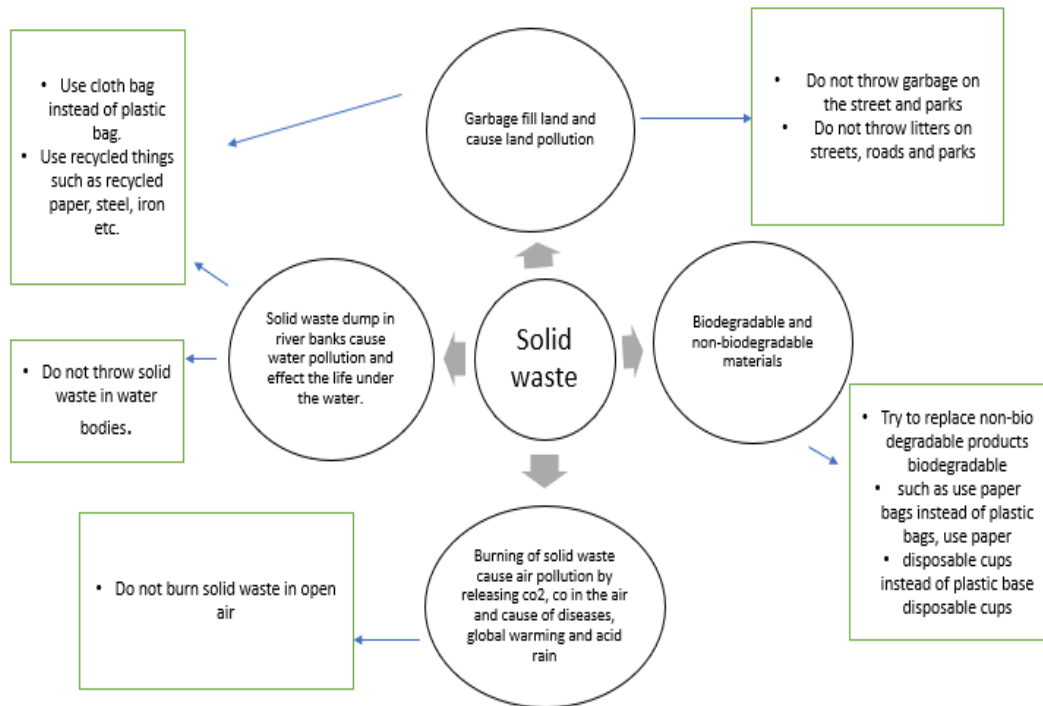 • Use cloth bag
instead of plastic
bag.
• Use recycled things
such as recycled
paper, steel, iron
etc.
Garbage fill land and
cause land pollution
• Do not throw garbage on
the street and parks
• Do not throw litters on
streets, roads and parks
Solid waste dump in
river banks cause
water pollution and
effect the life under
the water.
Solid
waste
Biodegradable and
non-biodegradable
materials
• Do not throw solid
waste in water
bodies.
• Try to replace non-bio
degradable products
biodegradable
• such as use paper
bags instead of plastic
bags, use paper
• disposable cups
instead of plastic base
disposable cups
• Do not burn solid waste in open
air
Burning of solid waste
cause air pollution by
releasing co2, co in the air
and cause of diseases,
global warming and acid
rain